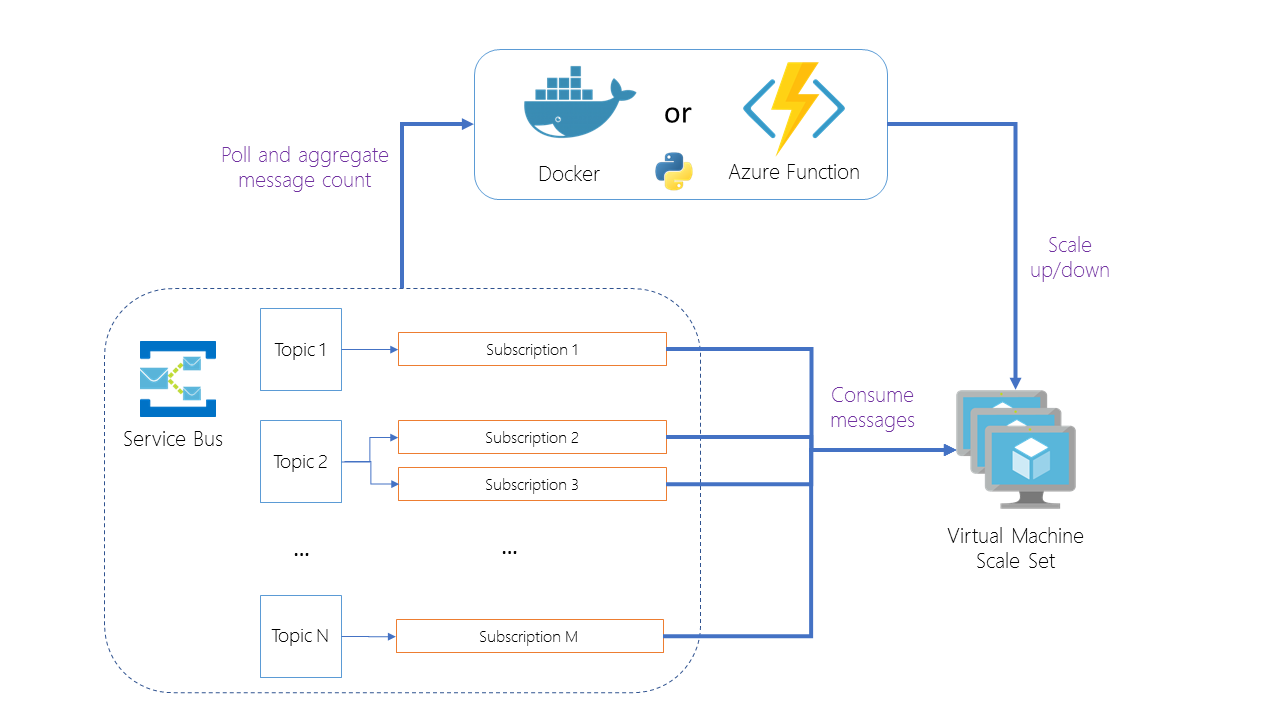 Docker
or
Azure Function
Poll and aggregate
message count
Scale
up/down
Service Bus
Topic 1
Subscription 1
Topic 2
Subscription 2
Subscription 3
...
...
Topic N
Subscription M
Consume
messages
Virtual Machine
Scale Set